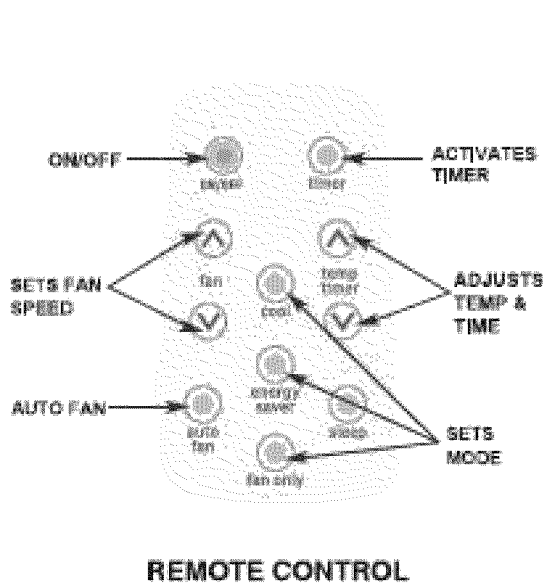 ON/OFF
ACTIVATES
TIMER
on/off
timer
SETS FAN
SPEED
fan
temp
timer
ADJUSTS
TEMP &
TIME
cool
energy
saver
AUTO FAN
auto
fan
sleep
SETS
MODE
fan only
REMOTE CONTROL